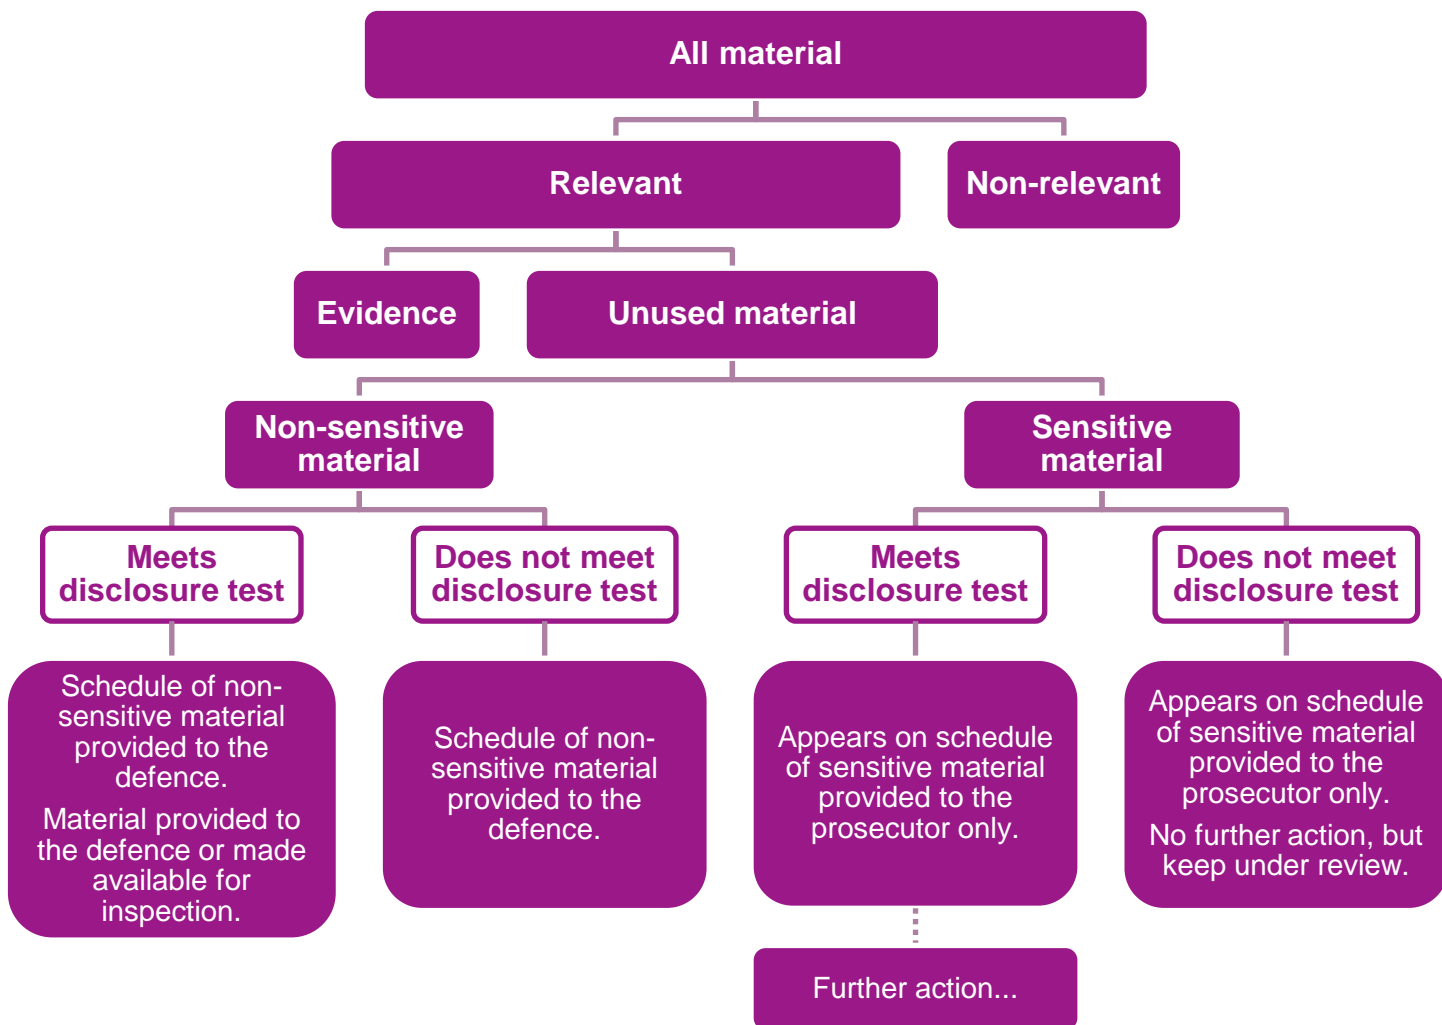 All material
Relevant
Non-relevant
Evidence
Unused material
Non-sensitive
material
Sensitive
material
Meets
disclosure test
Does not meet
disclosure test
Meets
disclosure test
Does not meet
disclosure test
Schedule of non-
sensitive material
provided to the
defence.
Material provided to
the defence or made
available for
inspection.
Schedule of non-
sensitive material
provided to the
defence.
Appears on schedule
of sensitive material
provided to the
prosecutor only.
Appears on schedule
of sensitive material
provided to the
prosecutor only.
No further action, but
keep under review.
Further action...